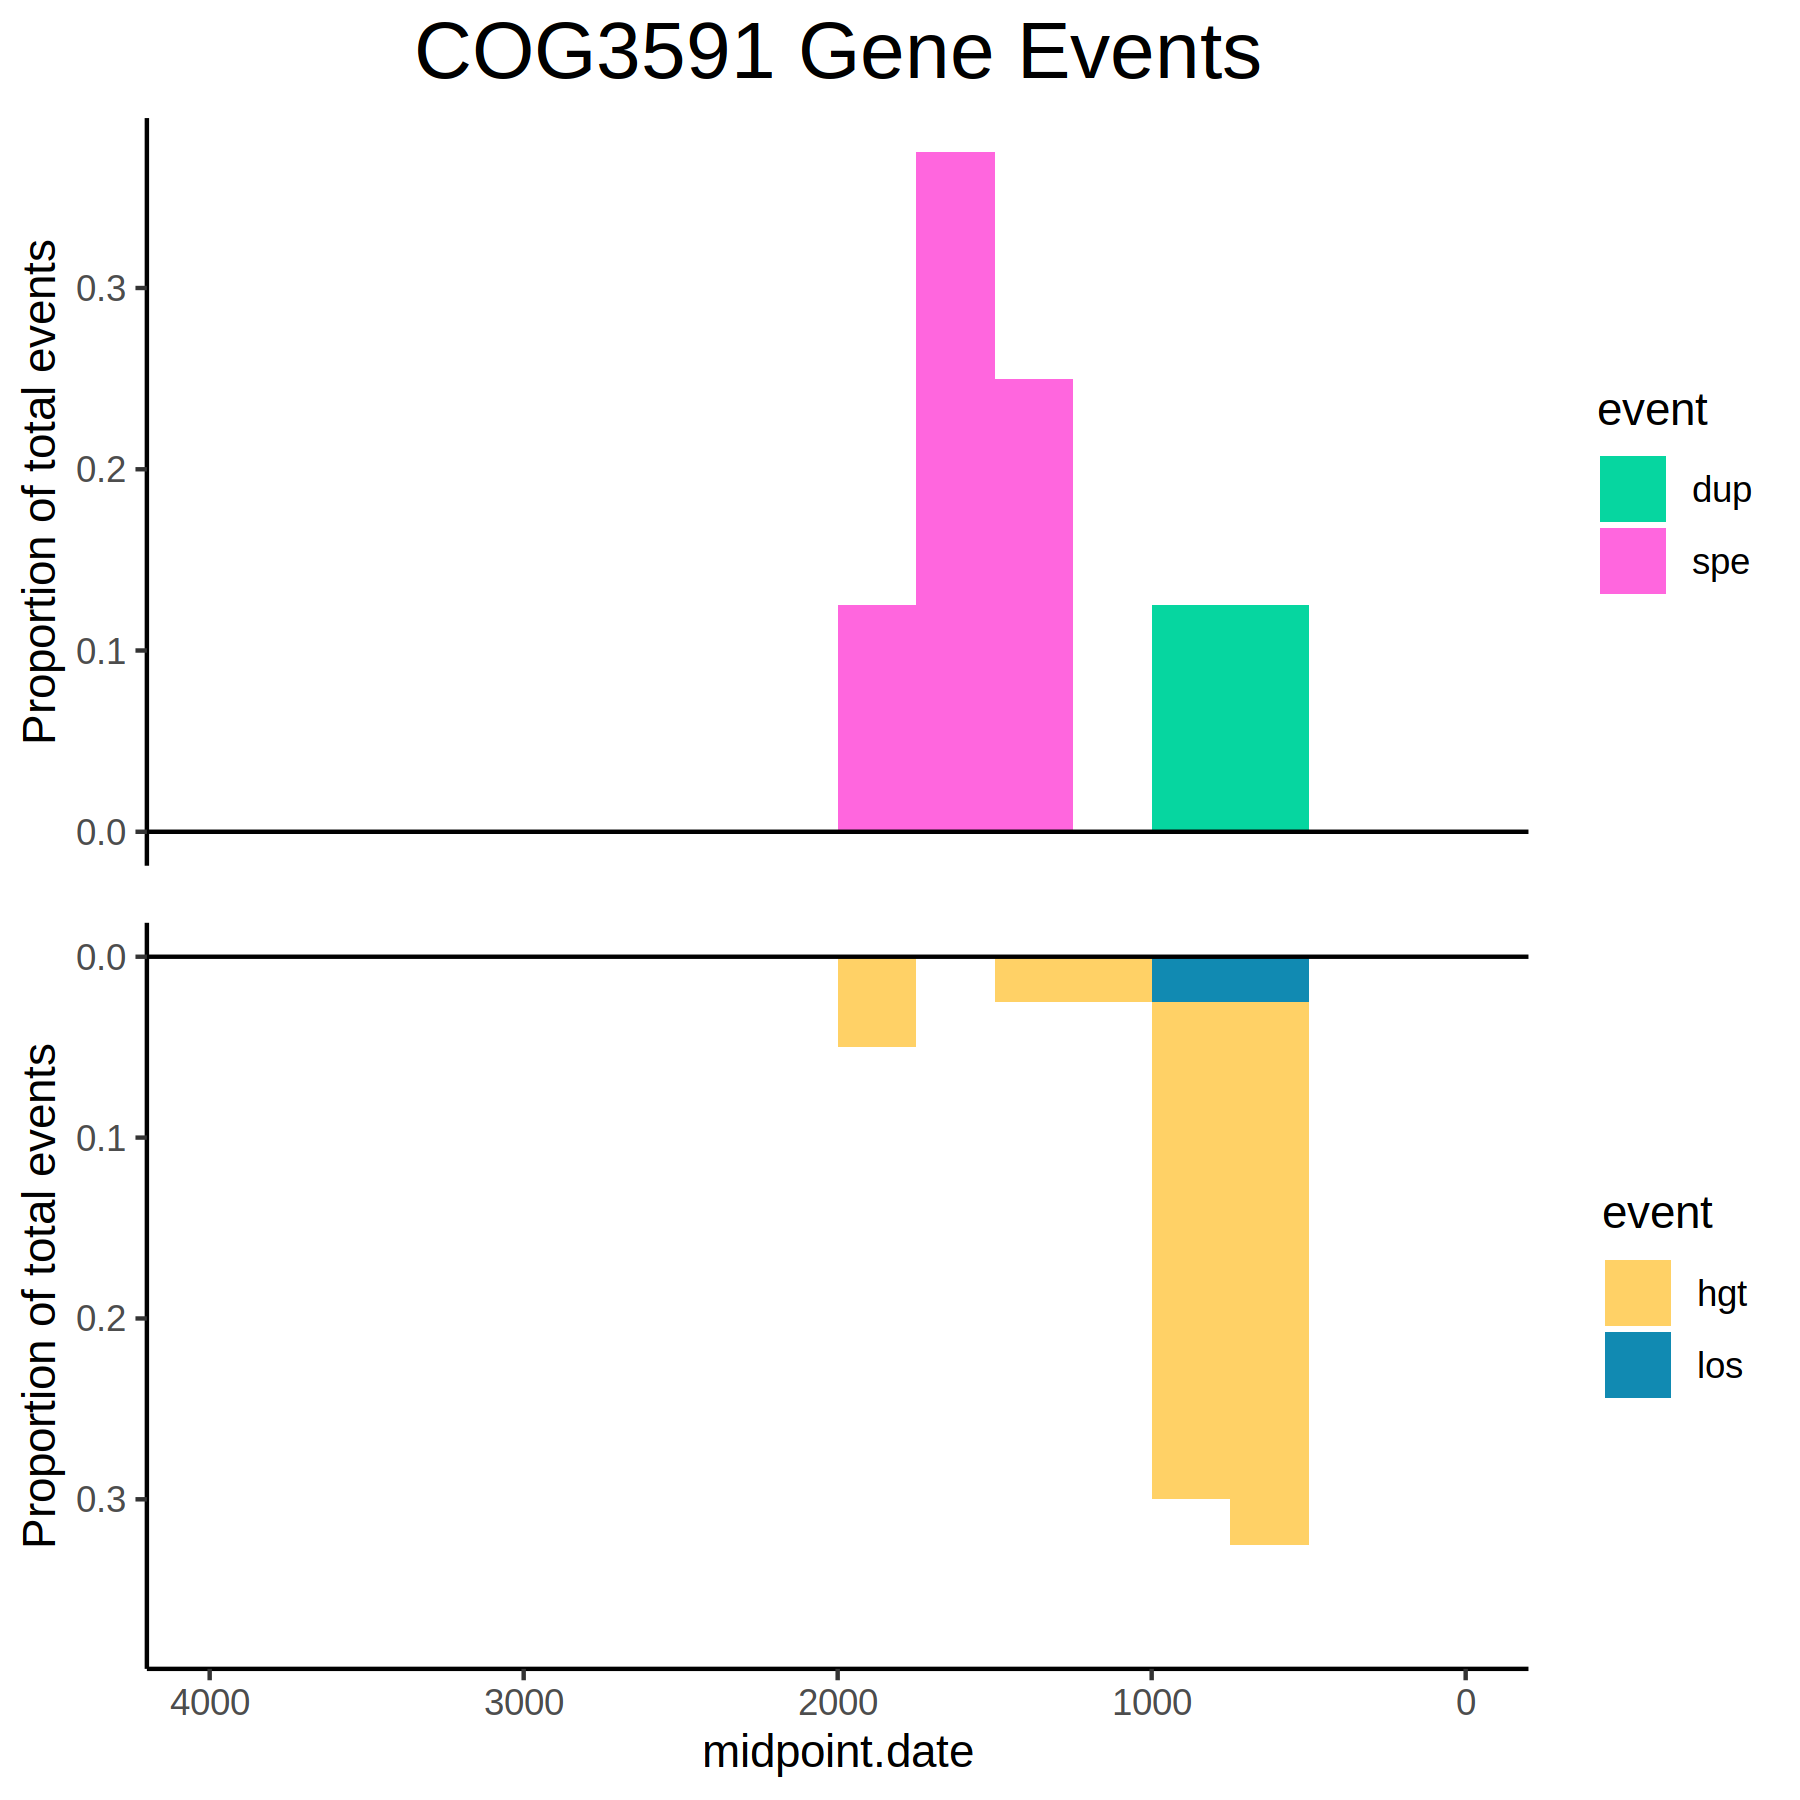 COG3591 Gene Events
Proportion of total events
0.3
0.2
0.1
0.0
event
dup
spe
Proportion of total events
0.0
0.1
0.2
0.3
event
hgt
los
4000 3000 2000 1000 0
midpoint.date